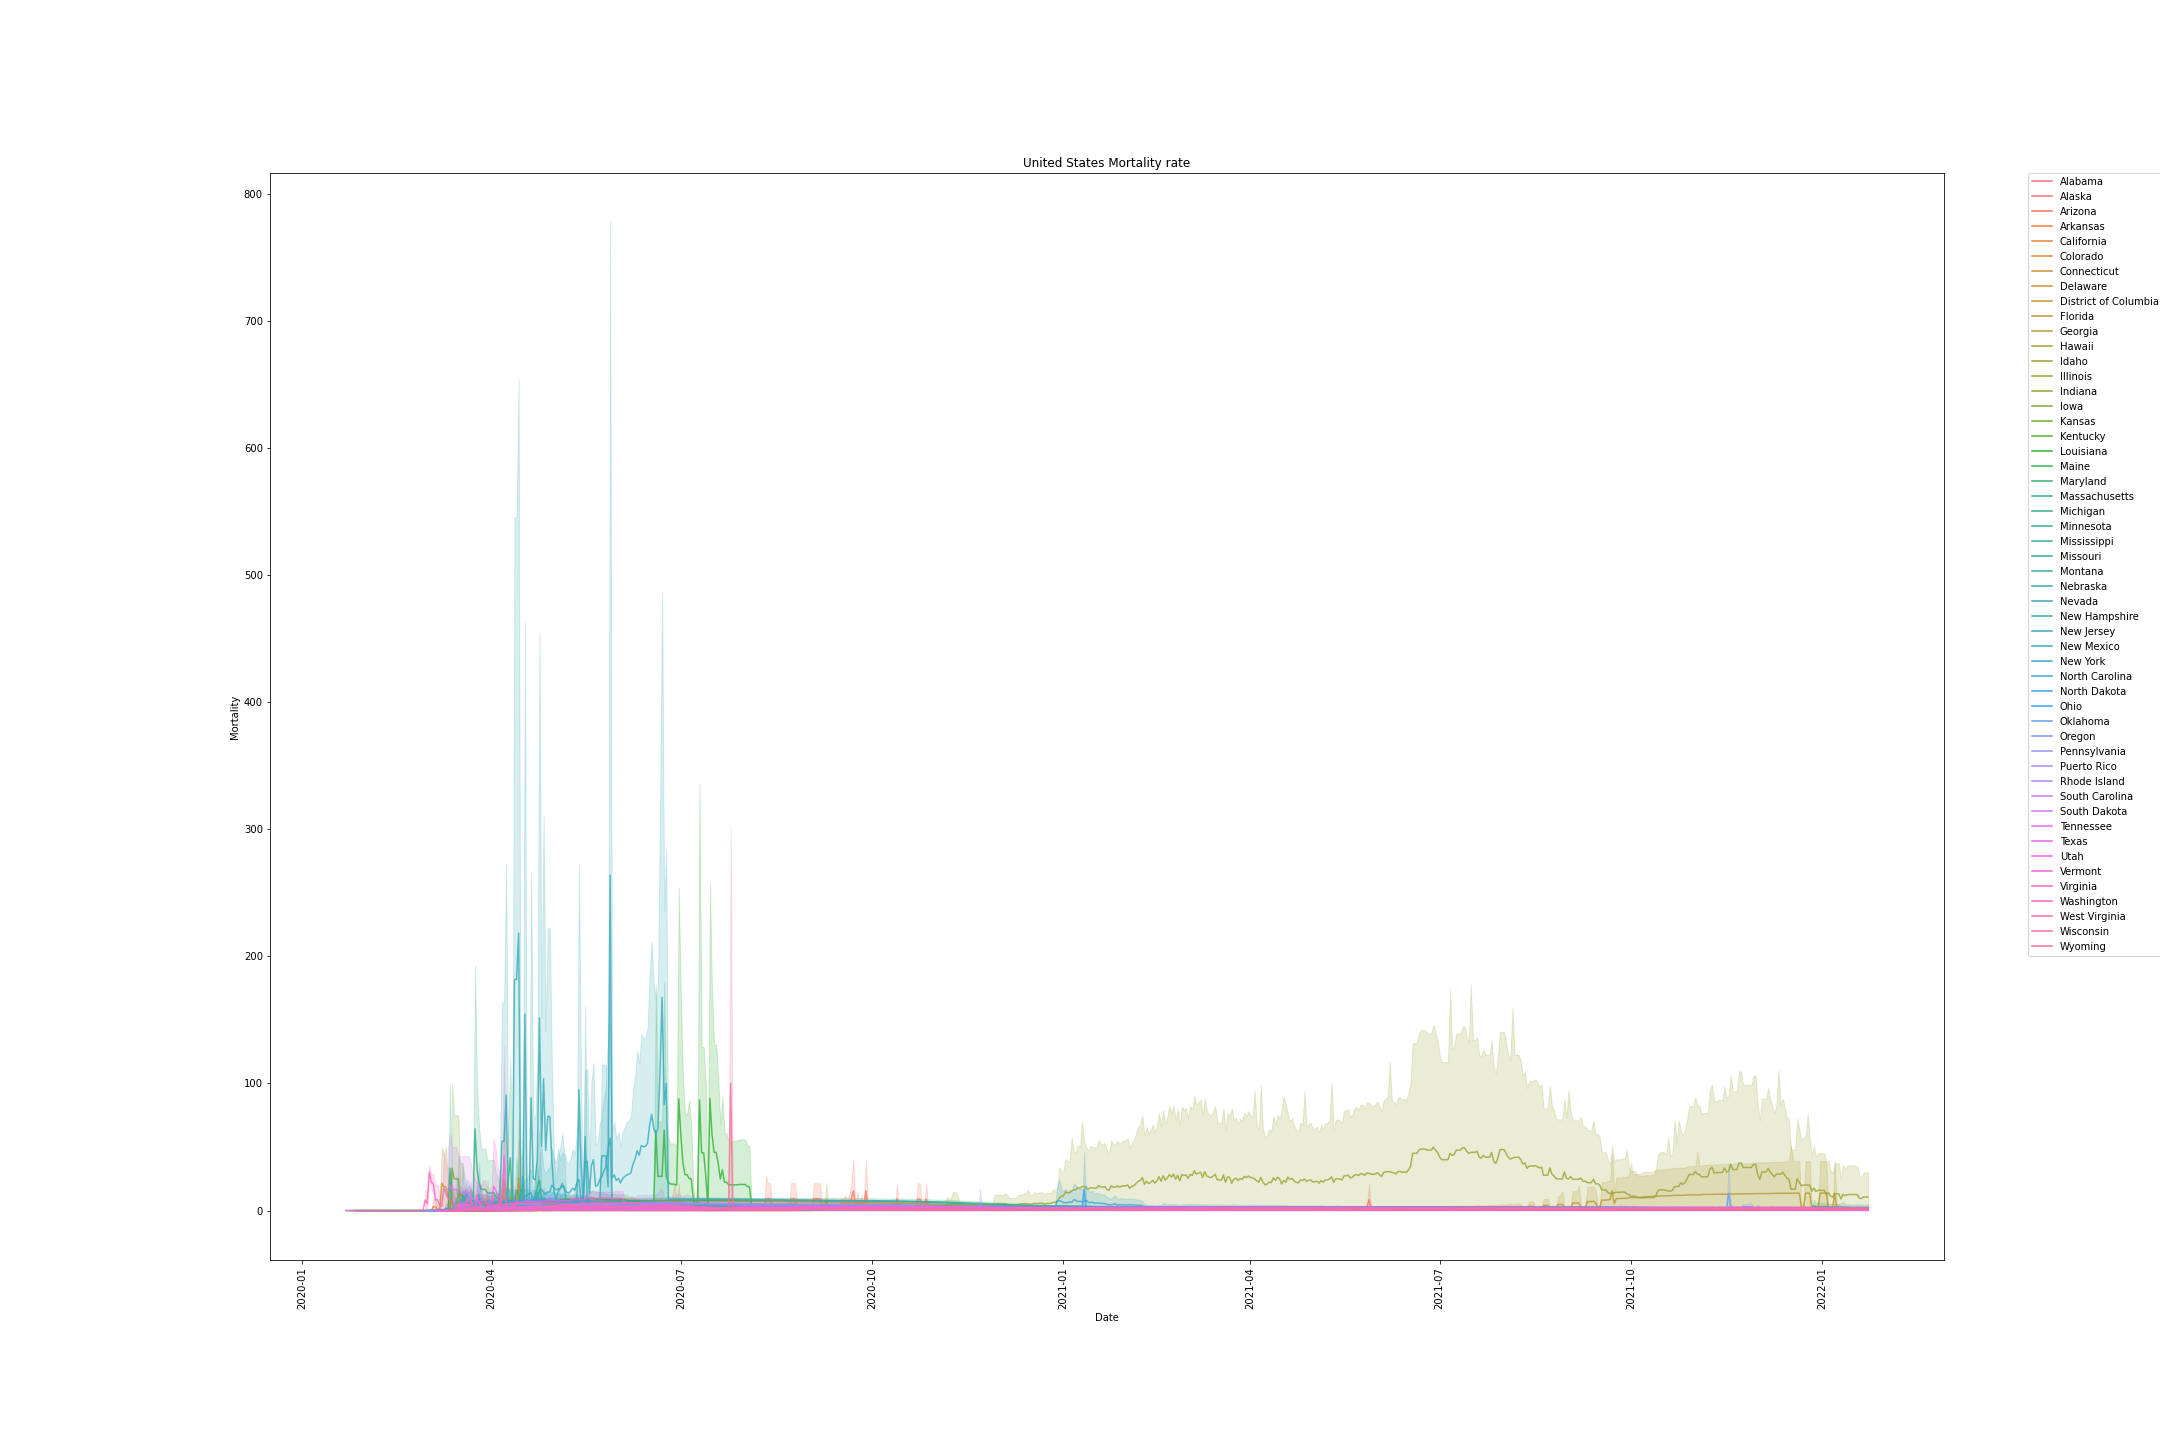 United States Mortality rate
800
700
600
500
400
300
200
100
0
Mortality
2020-01
2020-04
2020-07
2020-10
2021-01
2021-04
2021-07
2021-10
2022-01
Date
Alabama
Alaska
Arizona
Arkansas
California
Colorado
Connecticut
Delaware
District of Columbia
Florida
Georgia
Hawaii
Idaho
Illinois
Indiana
Iowa
Kansas
Kentucky
Louisiana
Maine
Maryland
Massachusetts
Michigan
Minnesota
Mississippi
Missouri
Montana
Nebraska
Nevada
New Hampshire
New Jersey
New Mexico
New York
North Carolina
North Dakota
Ohio
Oklahoma
Oregon
Pennsylvania
Puerto Rico
Rhode Island
South Carolina
South Dakota
Tennessee
Texas
Utah
Vermont
Virginia
Washington
West Virginia
Wisconsin
Wyoming